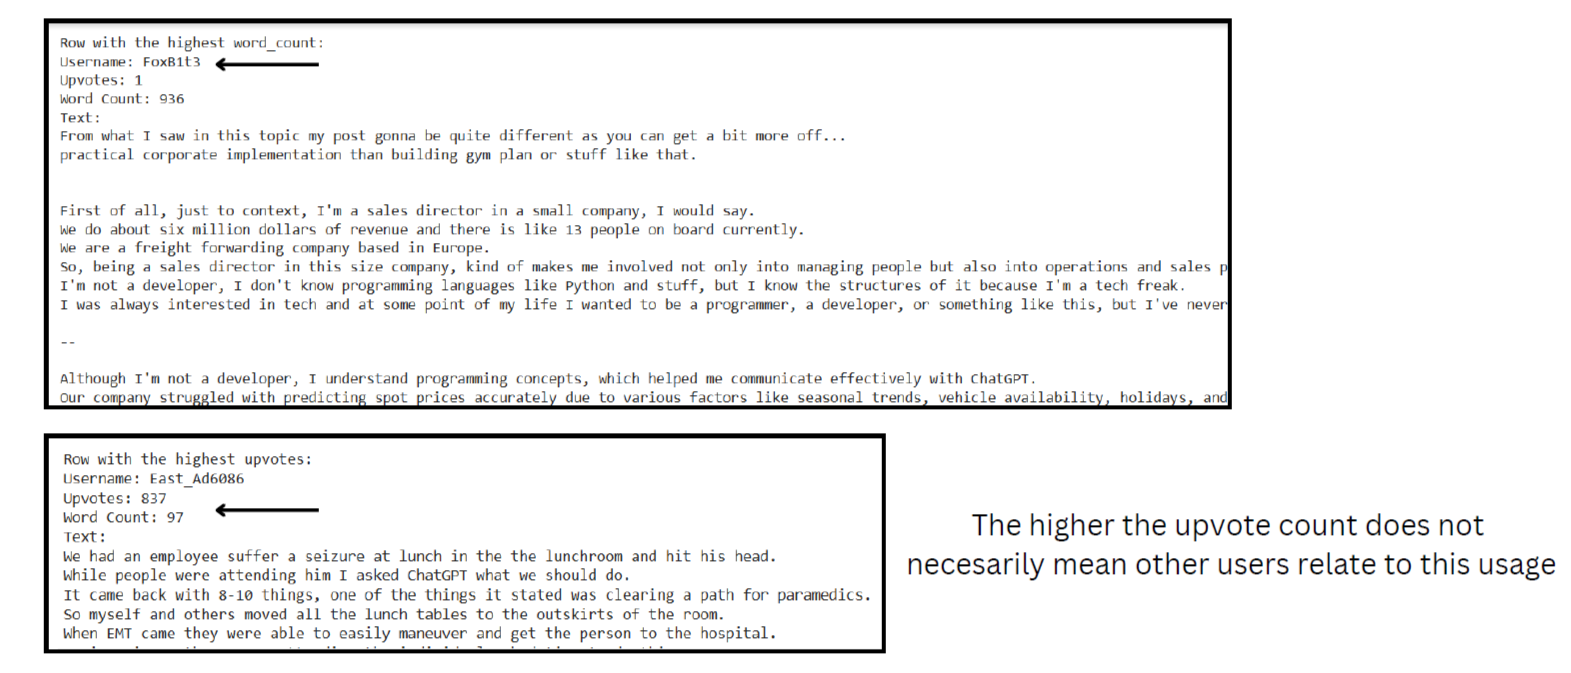 Row with the highest word_count:
Username: FoxB1t3
Upvotes: 1
Word Count: 936
Text:
From what I saw in this topic my post gonna be quite different as you can get a bit more off...
practical corporate implementation than building gym plan or stuff like that.
First of all, just to context, I'm a sales director in a small company, I would say.
We do about six million dollars of revenue and there is like 13 people on board currently.
We are a freight forwarding company based in Europe.
So, being a sales director in this size company, kind of makes me involved not only into managing people but also into operations and sales p
I'm not a developer, I don't know programming languages like Python and stuff, but I know the structures of it because I'm a tech freak.
I was always interested in tech and at some point of my life I wanted to be a programmer, a developer, or something like this, but I've never
--
Although I'm not a developer, I understand programming concepts, which helped me communicate effectively with ChatGPT.
Our company struggled with predicting spot prices accurately due to various factors like seasonal trends, vehicle availability, holidays, and
Row with the highest upvotes:
Username: East_Ad6086
Upvotes: 837
Word Count: 97
Text:
We had an employee suffer a seizure at lunch in the the lunchroom and hit his head.
While people were attending him I asked ChatGPT what we should do.
It came back with 8-10 things, one of the things it stated was clearing a path for paramedics.
So myself and others moved all the lunch tables to the outskirts of the room.
When EMT came they were able to easily maneuver and get the person to the hospital.
The higher the upvote count does not
necesarily mean other users relate to this usage